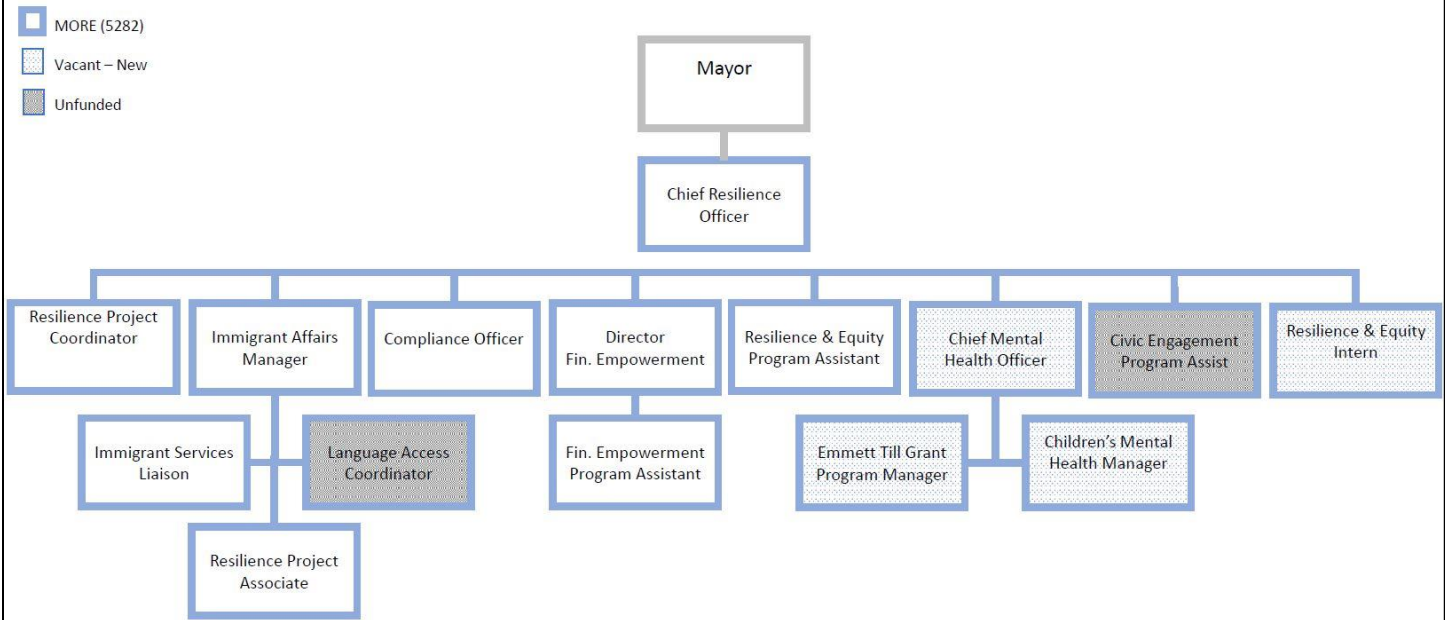 MORE (5282)
Vacant – New
Unfunded
Mayor
Chief Resilience
Officer
Resilience Project
Coordinator
Immigrant Affairs
Manager
Compliance Officer
Director
Fin. Empowerment
Resilience & Equity
Program Assistant
Chief Mental
Health Officer
Civic Engagement
Program Assist
Resilience & Equity
Intern
Immigrant Services
Liaison
Language Access
Coordinator
Fin. Empowerment
Program Assistant
Emmett Till Grant
Program Manager
Children’s Mental
Health Manager
Resilience Project
Associate